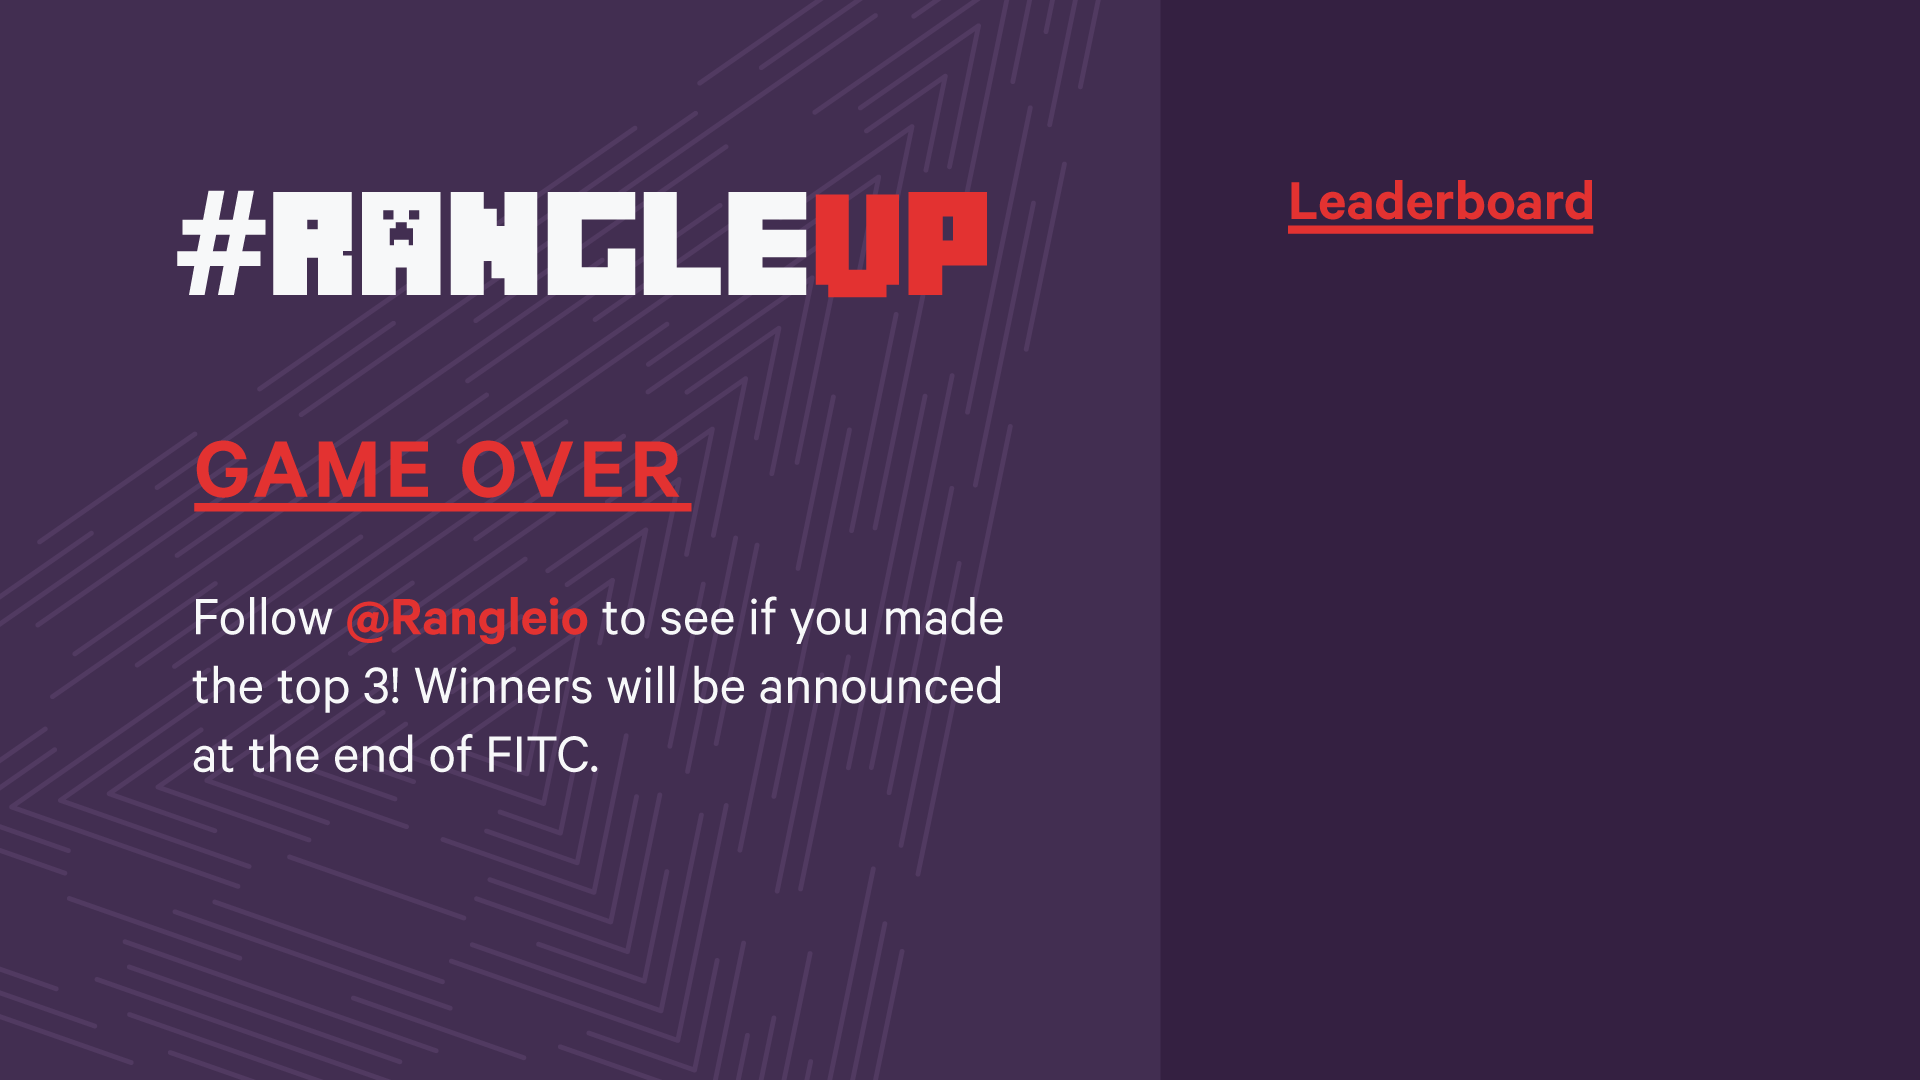 #RANGLEUP
GAME OVER
Follow @Rangleio to see if you made
the top 3! Winners will be announced
at the end of FITC.
Leaderboard